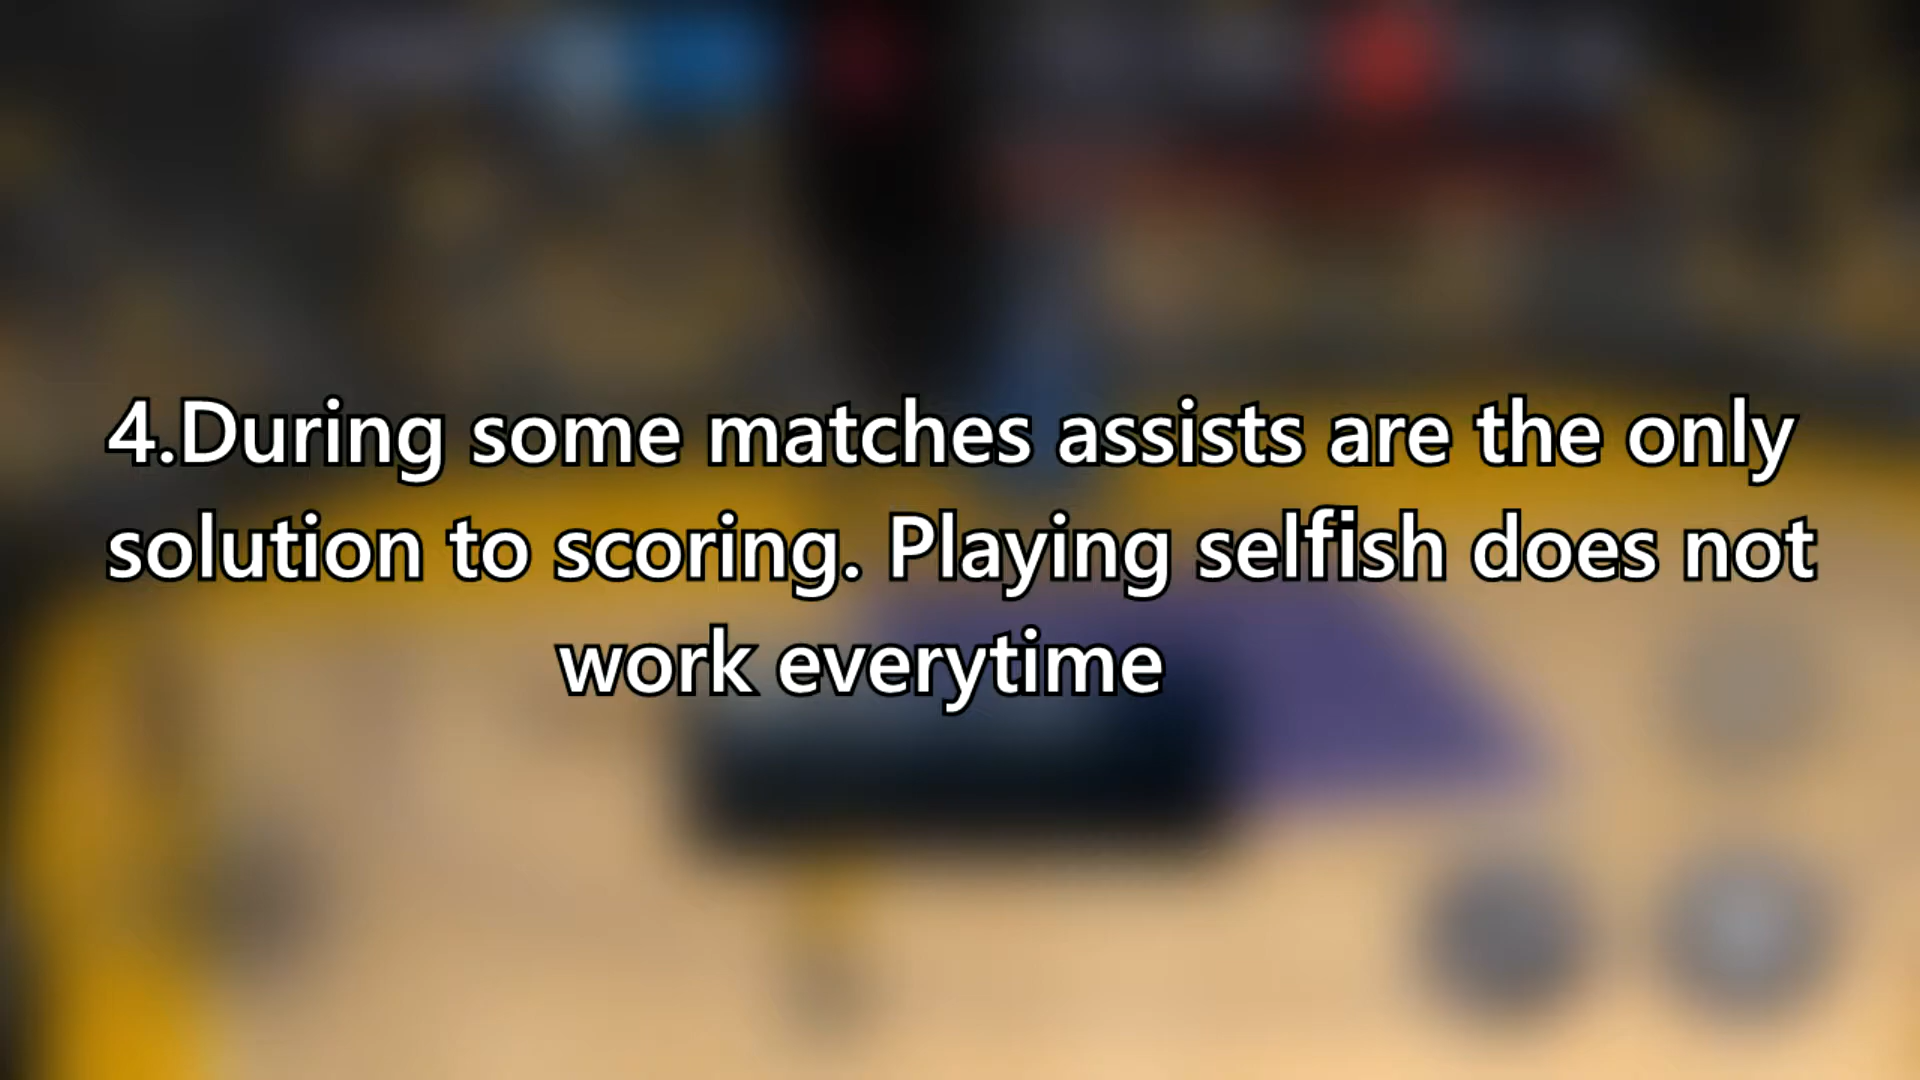 4.During some matches assists are the only
solution to scoring. Playing selfish does not
work everytime